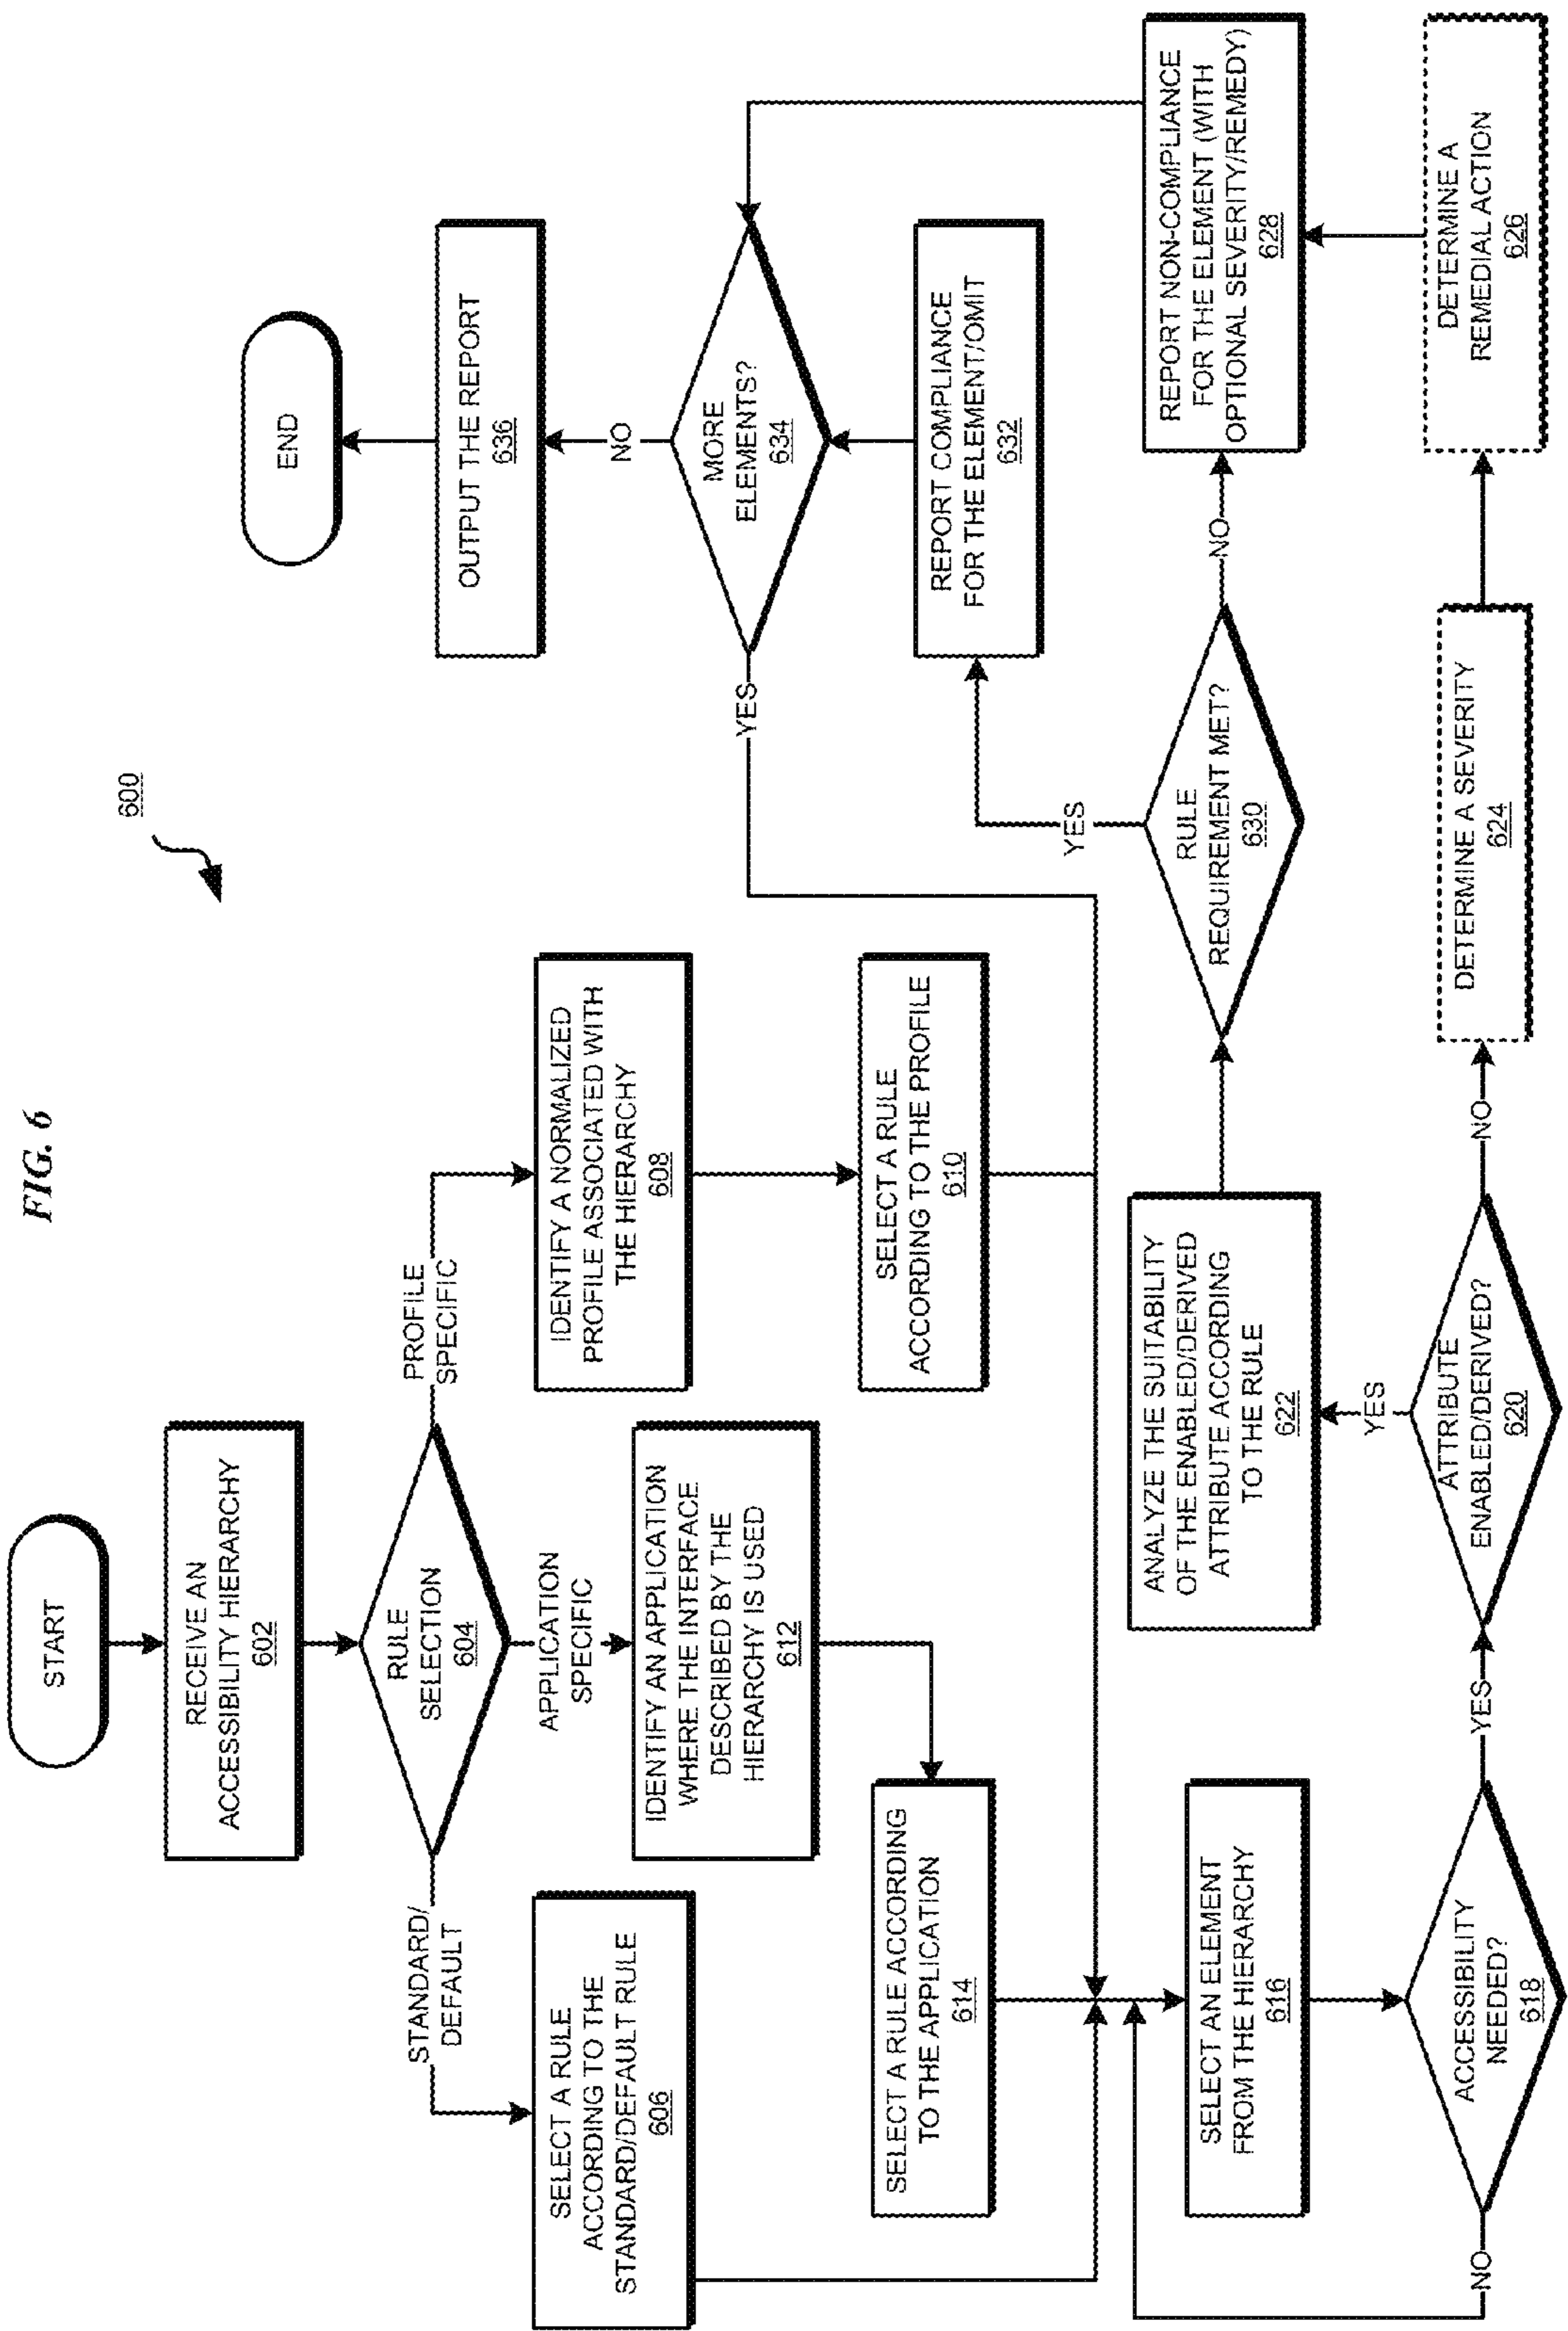 FIG. 6
600
START
RECEIVE AN
ACCESSIBILITY HIERARCHY
602
RULE
SELECTION
604
STANDARD/
DEFAULT
APPLICATION
SPECIFIC
PROFILE
SPECIFIC
SELECT A RULE
ACCORDING TO THE
STANDARD/DEFAULT RULE
606
IDENTIFY AN APPLICATION
WHERE THE INTERFACE
DESCRIBED BY THE
HIERARCHY IS USED
612
IDENTIFY A NORMALIZED
PROFILE ASSOCIATED WITH
THE HIERARCHY
608
SELECT A RULE ACCORDING
TO THE APPLICATION
614
SELECT A RULE
ACCORDING TO THE PROFILE
610
SELECT AN ELEMENT
FROM THE HIERARCHY
616
ACCESSIBILITY
NEEDED?
618
NO
YES
ATTRIBUTE
ENABLED/DERIVED?
620
YES
NO
ANALYZE THE SUITABILITY
OF THE ENABLED/DERIVED
ATTRIBUTE ACCORDING
TO THE RULE
622
DETERMINE A SEVERITY
624
DETERMINE A
REMEDIAL ACTION
626
RULE
REQUIREMENT MET?
630
YES
NO
REPORT NON-COMPLIANCE
FOR THE ELEMENT (WITH
OPTIONAL SEVERITY/REMEDY)
628
REPORT COMPLIANCE
FOR THE ELEMENT/OMIT
632
MORE
ELEMENTS?
634
YES
NO
OUTPUT THE REPORT
636
END